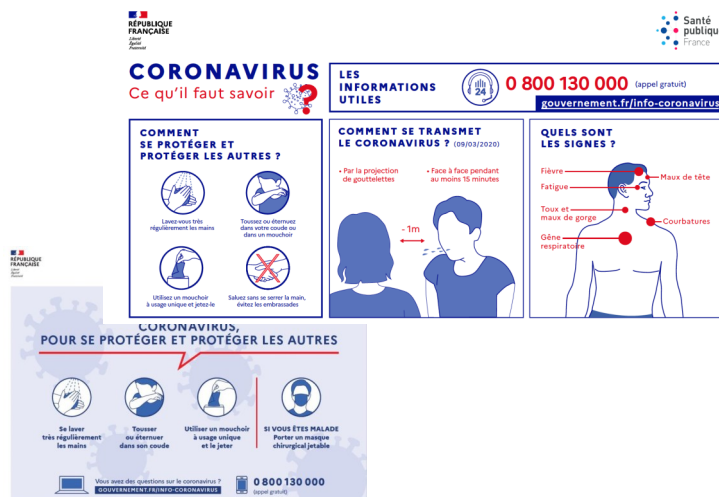 RÉPUBLIQUE
FRANÇAISE
Liberté
Égalité
Fraternité
Santé
publique
France
CORONAVIRUS
Ce qu'il faut savoir
LES
INFORMATIONS
UTILES
24
0 800 130 000 (appel gratuit)
gouvernement.fr/info-coronavirus
COMMENT
SE PROTÉGER ET
PROTÉGER LES AUTRES ?
Lavez-vous très
régulièrement les mains
Toussez ou éternuez
dans votre coude ou
dans un mouchoir
Utilisez un mouchoir
à usage unique et jetez-le
Saluez sans se serrer la main,
évitez les embrassades
COMMENT SE TRANSMET
LE CORONAVIRUS ? (09/03/2020)
• Par la projection
de gouttelettes
• Face à face pendant
au moins 15 minutes
- 1m
QUELS SONT
LES SIGNES ?
Fièvre
Maux de tête
Fatigue
Toux et
maux de gorge
Courbatures
Gêne
respiratoire
RÉPUBLIQUE
FRANÇAISE
CORONAVIRUS,
POUR SE PROTÉGER ET PROTÉGER LES AUTRES
Se laver
très régulièrement
les mains
Tousser
ou éternuer
dans son coude
Utiliser un mouchoir
à usage unique
et le jeter
SI VOUS ÊTES MALADE
Porter un masque
chirurgical jetable
Vous avez des questions sur le coronavirus ?
GOUVERNEMENT.FR/INFO-CORONAVIRUS
0 800 130 000
(appel gratuit)